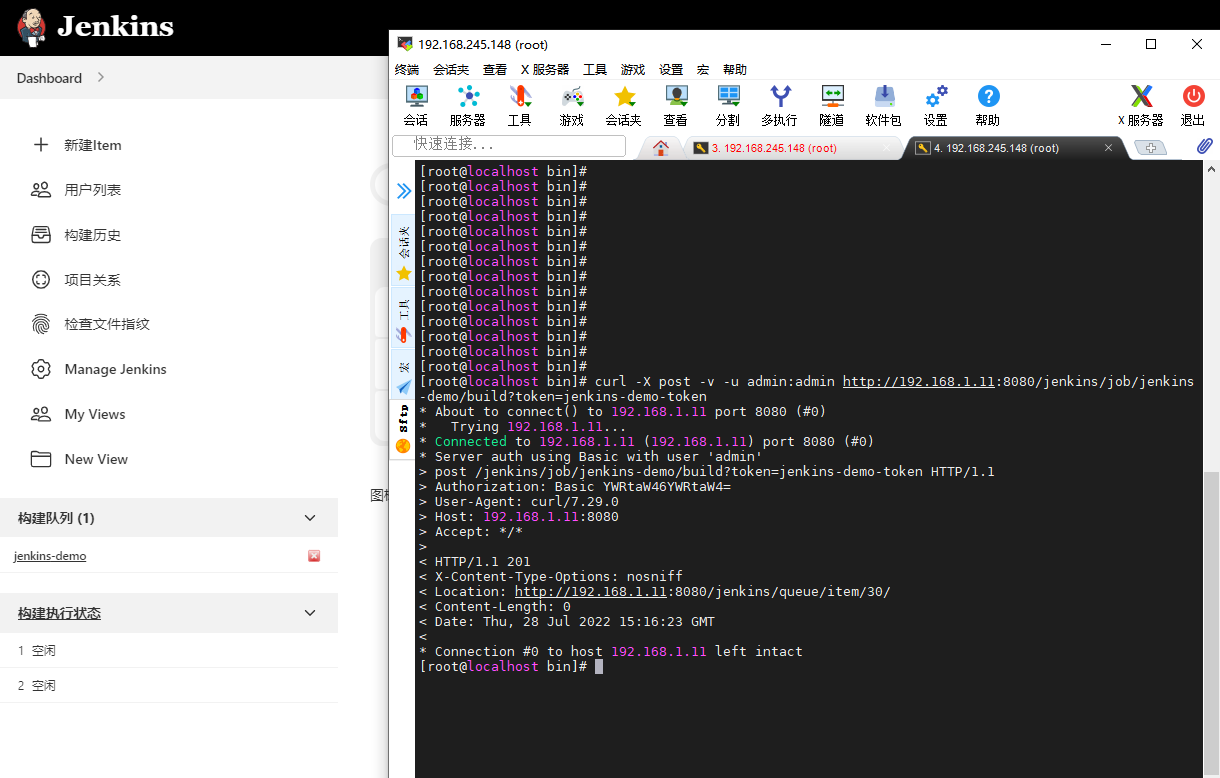 Jenkins
Dashboard
新建Item
用户列表
构建历史
项目关系
检查文件指纹
Manage Jenkins
My Views
New View
构建队列 (1)
jenkins-demo
构建执行状态
1 空闲
2 空闲
192.168.245.148 (root)
终端 会话夹 查看 X 服务器 工具 游戏 设置 宏 帮助
会话 服务器 工具 游戏 会话夹 查看 分割 多执行 隧道 软件包 设置 帮助 X 服务器 退出
快速连接...
3. 192.168.245.148 (root)
4. 192.168.245.148 (root)
会话夹
工具
宏
Sftp
[root@localhost bin]#
[root@localhost bin]#
[root@localhost bin]#
[root@localhost bin]#
[root@localhost bin]#
[root@localhost bin]#
[root@localhost bin]#
[root@localhost bin]#
[root@localhost bin]#
[root@localhost bin]#
[root@localhost bin]#
[root@localhost bin]#
[root@localhost bin]#
[root@localhost bin]#
[root@localhost bin]# curl -X post -v -u admin:admin http://192.168.1.11:8080/jenkins/job/jenkins
-demo/build?token=jenkins-demo-token
* About to connect() to 192.168.1.11 port 8080 (#0)
*   Trying 192.168.1.11...
* Connected to 192.168.1.11 (192.168.1.11) port 8080 (#0)
* Server auth using Basic with user 'admin'
> post /jenkins/job/jenkins-demo/build?token=jenkins-demo-token HTTP/1.1
> Authorization: Basic YWRtaW46YWRtaW4=
> User-Agent: curl/7.29.0
> Host: 192.168.1.11:8080
> Accept: */*
>
< HTTP/1.1 201
< X-Content-Type-Options: nosniff
< Location: http://192.168.1.11:8080/jenkins/queue/item/30/
< Content-Length: 0
< Date: Thu, 28 Jul 2022 15:16:23 GMT
<
* Connection #0 to host 192.168.1.11 left intact
[root@localhost bin]#